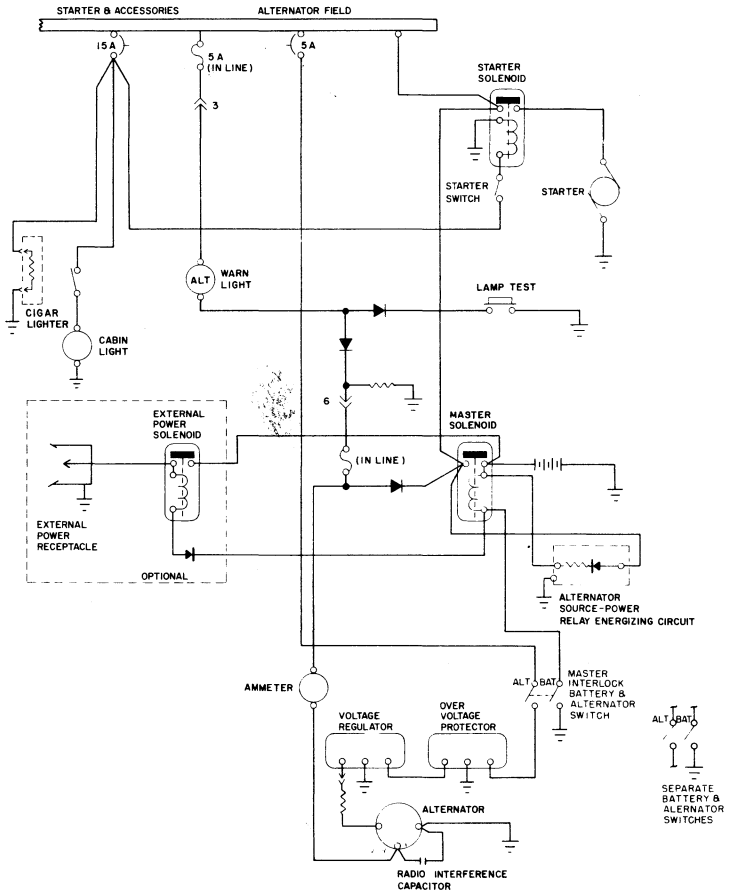 STARTER & ACCESSORIES
ALTERNATOR FIELD
15A
5A
(IN LINE)
5A
3
STARTER
SOLENOID
STARTER
SWITCH
STARTER
ALT
WARN
LIGHT
LAMP TEST
CIGAR
LIGHTER
CABIN
LIGHT
6
EXTERNAL
POWER
SOLENOID
MASTER
SOLENOID
(IN LINE)
EXTERNAL
POWER
RECEPTACLE
OPTIONAL
ALTERNATOR
SOURCE-POWER
RELAY ENERGIZING CIRCUIT
AMMETER
ALT
BAT
MASTER
INTERLOCK
BATTERY &
ALTERNATOR
SWITCH
VOLTAGE
REGULATOR
OVER
VOLTAGE
PROTECTOR
ALT
BAT
SEPARATE
BATTERY &
ALERNATOR
SWITCHES
ALTERNATOR
RADIO INTERFERENCE
CAPACITOR